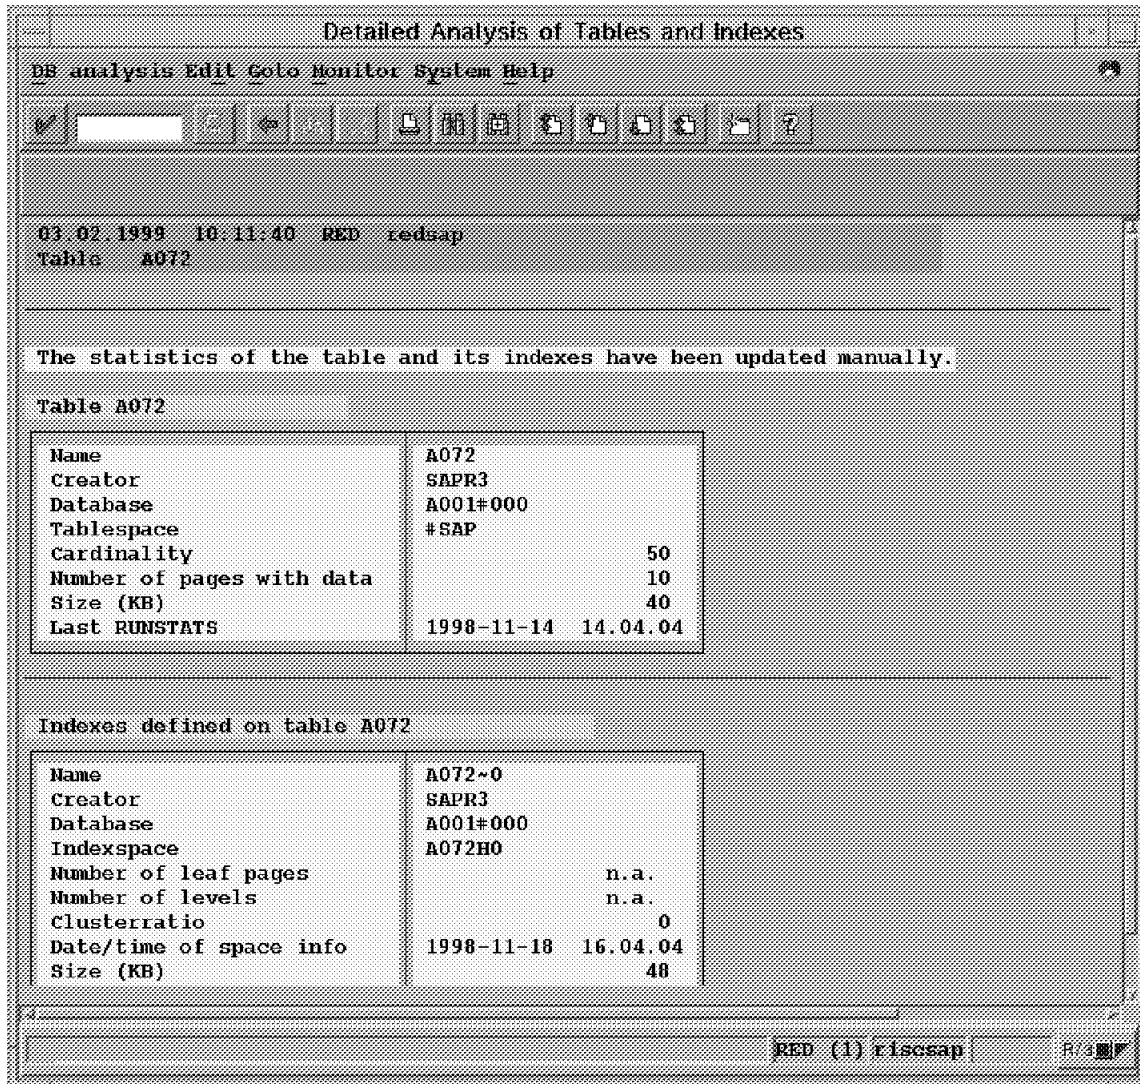 Detailed Analysis of Tables and Indexes
DB analysis Edit Goto Monitor System Help
03.02.1999 10:11:40 RED redsap
Table A072
The statistics of the table and its indexes have been updated manually.
Table A072
Name A072
Creator SAPR3
Database A001#000
Tablespace #SAP
Cardinality 50
Number of pages with data 10
Size (KB) 40
Last RUNSTATS 1998-11-14 14.04.04
Indexes defined on table A072
Name A072~0
Creator SAPR3
Database A001#000
Indexspace A072H0
Number of leaf pages n.a.
Number of levels n.a.
Clusterratio 0
Date/time of space info 1998-11-18 16.04.04
Size (KB) 48
RED (1) riscsap R/3